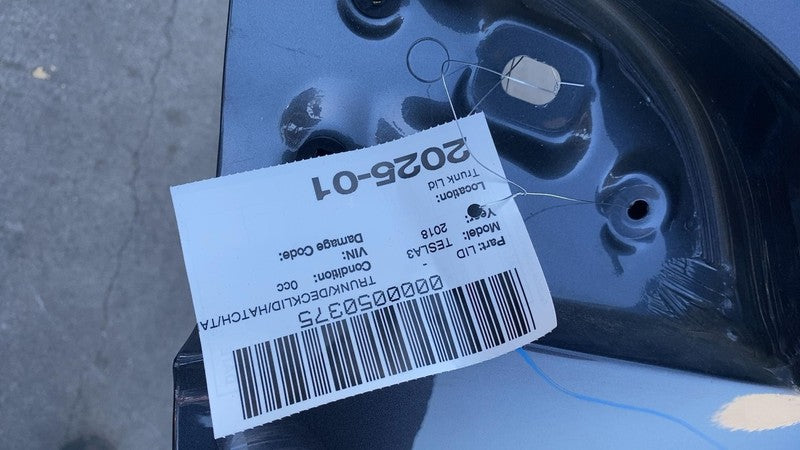 0000050375
TRUNK/DECKLID/HATCH/TA
Part: LID -
Model: TESLA3 Condition: 0cc
Year: 2018 VIN:
Damage Code:
Location:
Trunk Lid
2025-01